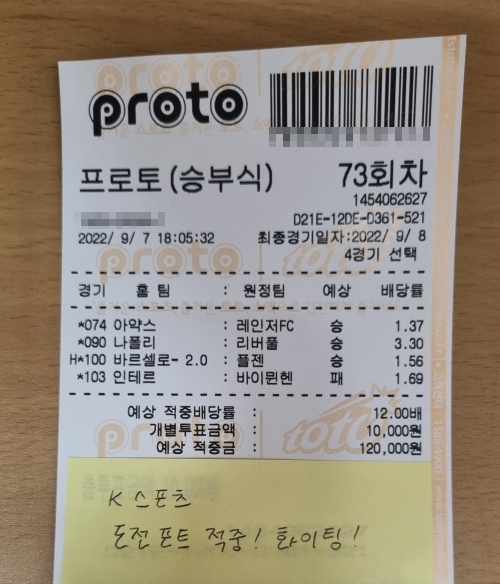 proto
프로토(승부식) 73회차
1454062627
D21E-12DE-D361-521
2022/ 9/ 7 18:05:32 최종경기일자:2022/ 9/ 8
4경기 선택
경기 홈 팀 : 원정팀 예상 배당률
*074 아약스 : 레인저FC 승 1.37
*090 나폴리 : 리버풀 승 3.30
H*100 바르셀로- 2.0 : 플젠 승 1.56
*103 인테르 : 바이뮌헨 패 1.69
예상 적중배당률 : 12.00배
개별투표금액 : 10,000원
예상 적중금 : 120,000원
K 스포츠
도전 포트 적중! 화이팅!